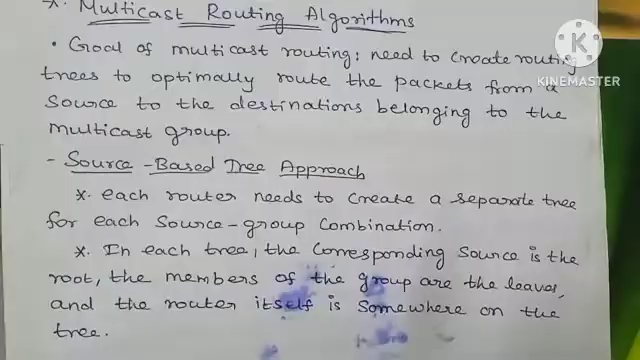 *. Multicast Routing Algorithms
• Goal of multicast routing: need to create routing
trees to optimally route the packets from a
source to the destinations belonging to the
multicast group.
- Source-Based Tree Approach
*. each router needs to create a separate tree
for each source-group combination.
*. In each tree, the corresponding source is the
root, the members of the group are the leaves,
and the router itself is somewhere on the
tree.
K
KINEMASTER